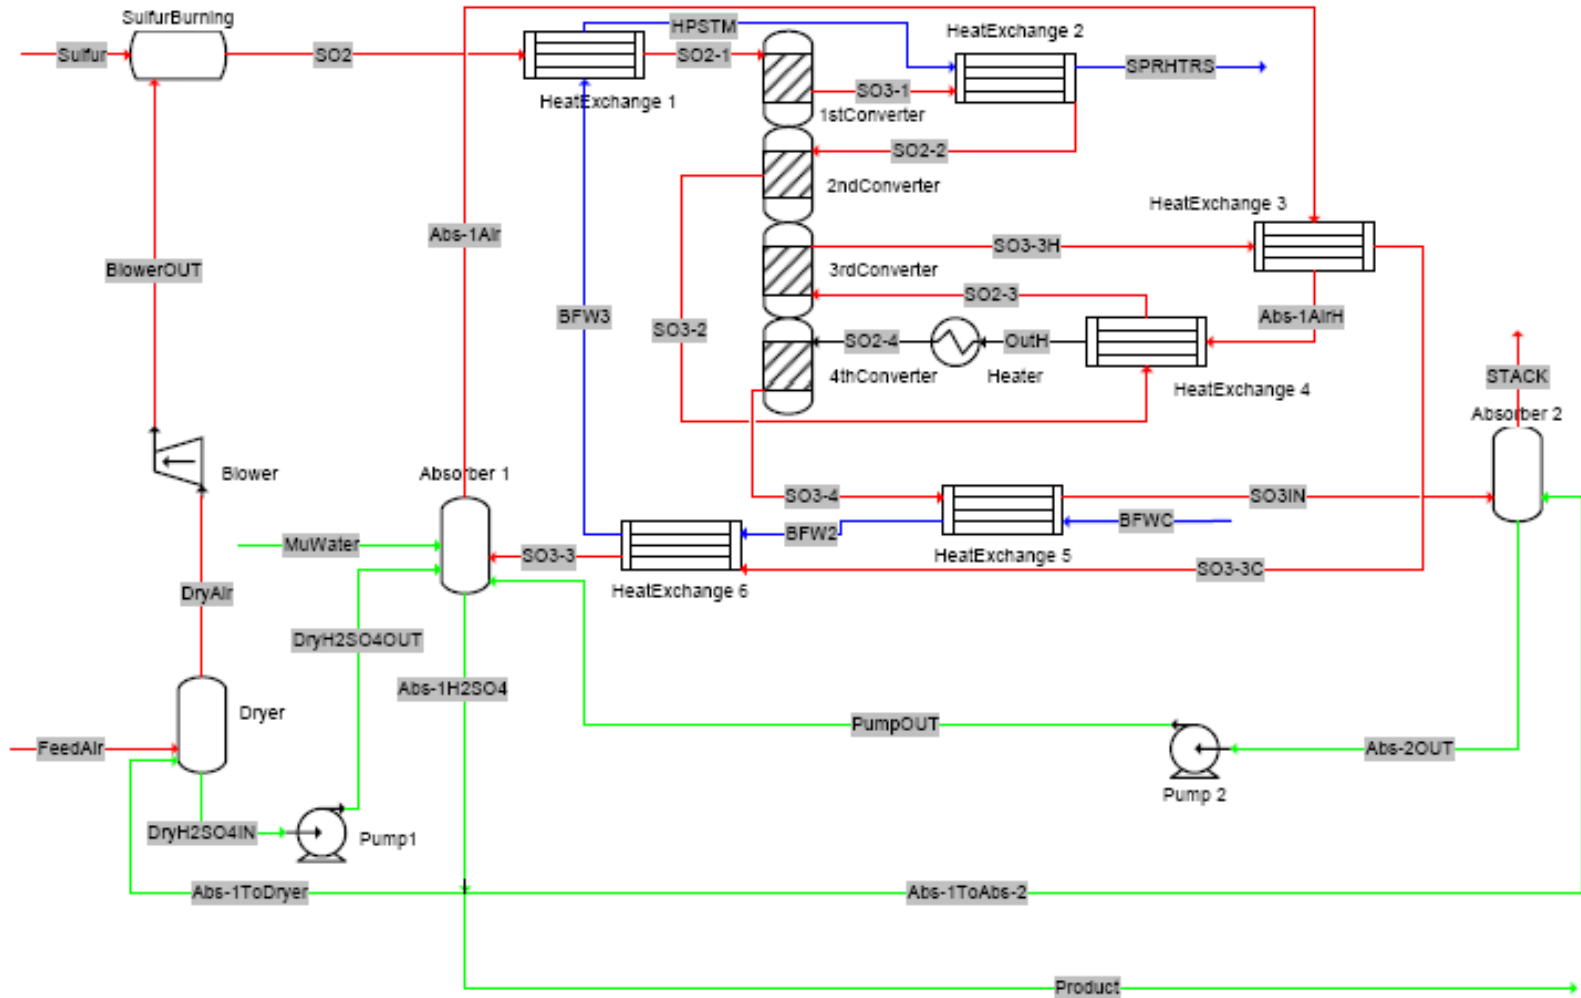 SulfurBurning
Sulfur
SO2
HPSTM
SO2-1
HeatExchange 1
HeatExchange 2
SPRHTRS
SO3-1
1stConverter
SO2-2
2ndConverter
HeatExchange 3
Abs-1Air
SO3-3H
3rdConverter
BlowerOUT
SO2-3
BFW3
SO3-2
Abs-1AirH
SO2-4
OutH
4thConverter
Heater
HeatExchange 4
STACK
Absorber 2
Blower
Absorber 1
SO3-4
SO3IN
MuWater
BFW2
BFWC
HeatExchange 5
SO3-3
SO3-3C
HeatExchange 6
DryAir
DryH2SO4OUT
Abs-1H2SO4
Dryer
PumpOUT
FeedAir
Abs-2OUT
Pump 2
DryH2SO4IN
Pump1
Abs-1ToDryer
Abs-1ToAbs-2
Product